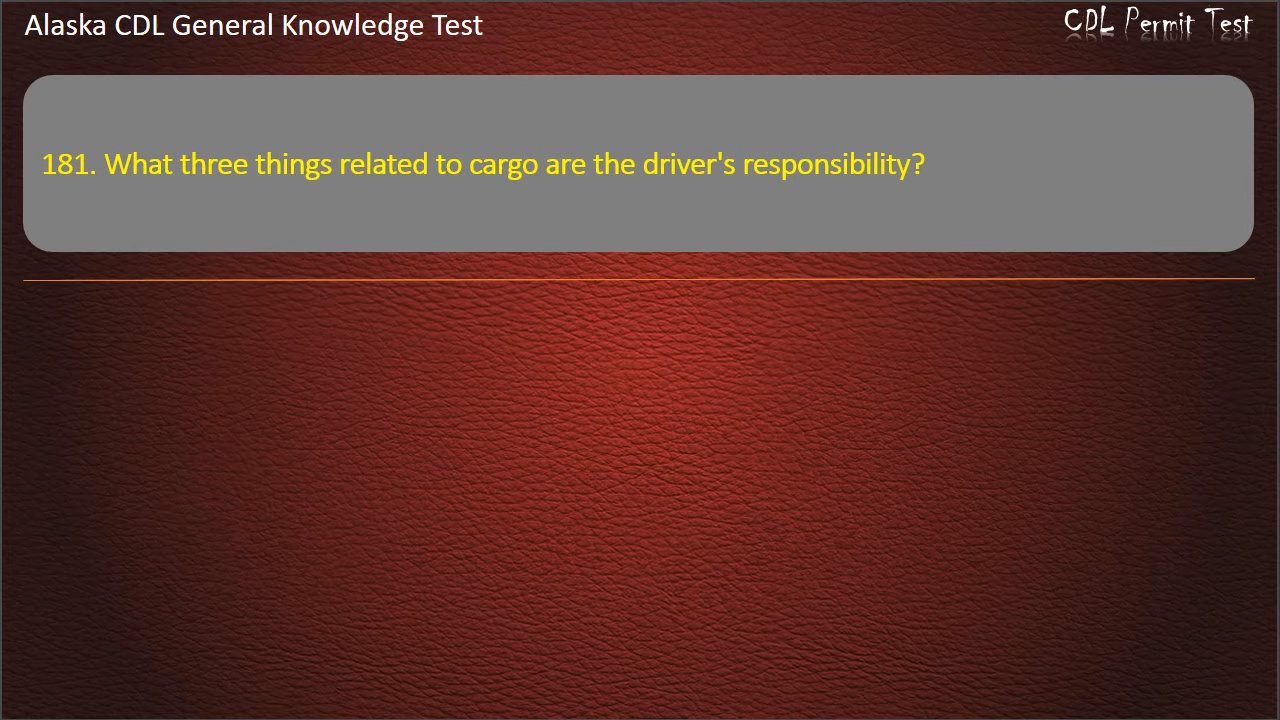 Alaska CDL General Knowledge Test
CDL Permit Test
181. What three things related to cargo are the driver's responsibility?